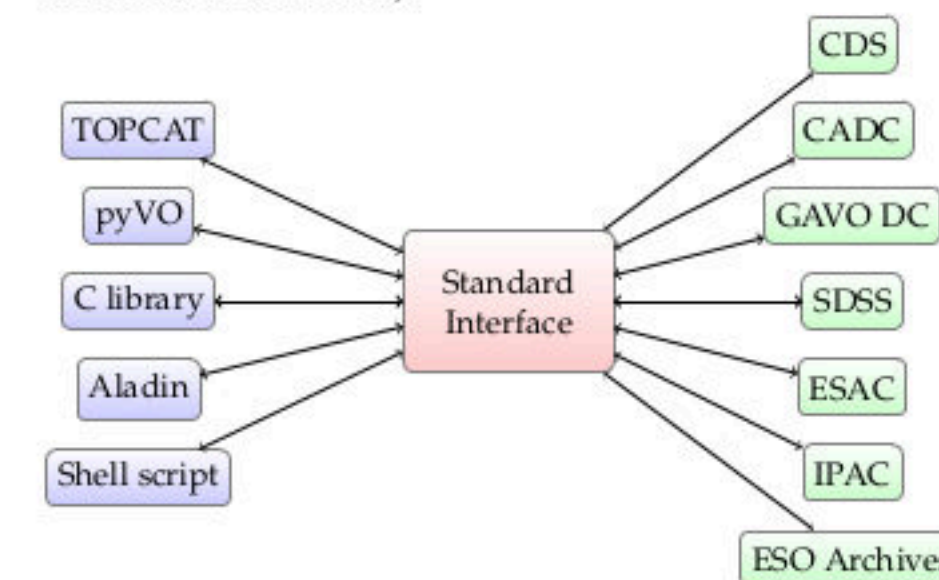 TOPCAT
pyVO
C library
Aladin
Shell script
Standard
Interface
CDS
CADC
GAVO DC
SDSS
ESAC
IPAC
ESO Archive